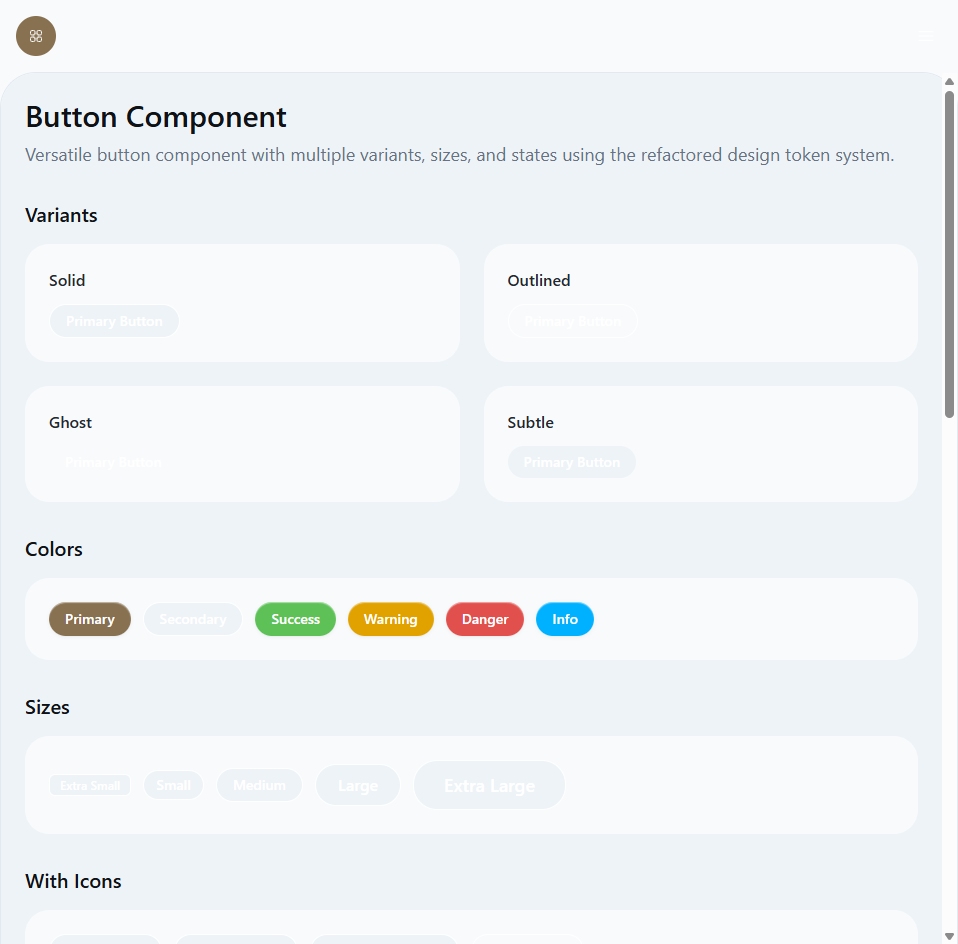 Button Component
Versatile button component with multiple variants, sizes, and states using the refactored design token system.
Variants
Solid
Primary Button
Outlined
Primary Button
Ghost
Primary Button
Subtle
Primary Button
Colors
Primary Secondary Success Warning Danger Info
Sizes
Extra Small Small Medium Large Extra Large
With Icons